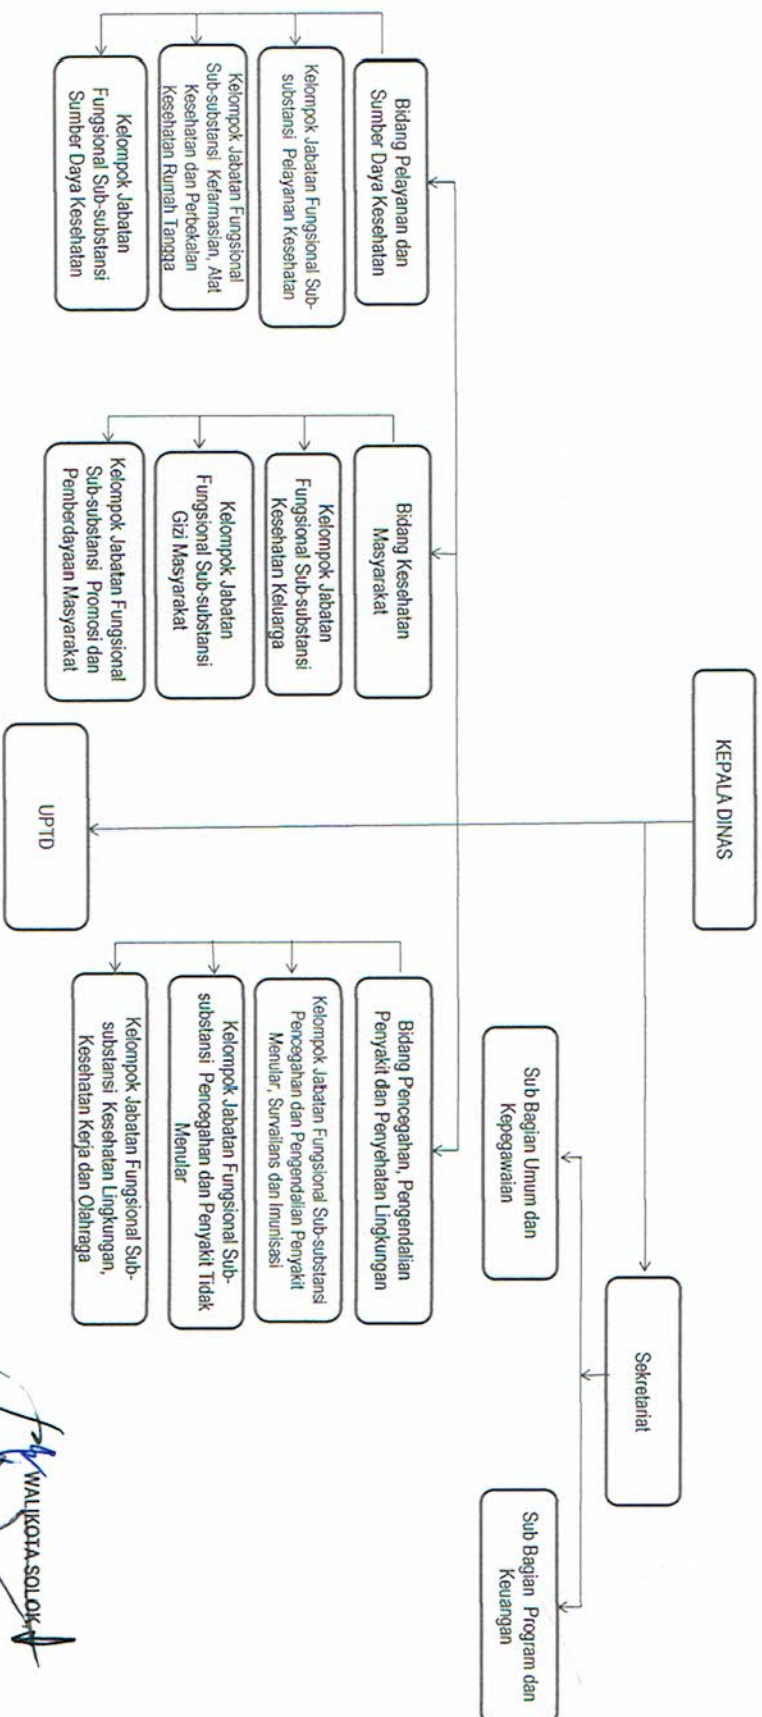 KEPALA DINAS
Sekretariat
Sub Bagian Umum dan
Kepegawaian
Sub Bagian Program dan
Keuangan
Bidang Pelayanan dan
Sumber Daya Kesehatan
Kelompok Jabatan Fungsional Sub-
substansi Pelayanan Kesehatan
Kelompok Jabatan Fungsional
Sub-substansi Kefarmasian, Alat
Kesehatan dan Perbekalan
Kesehatan Rumah Tangga
Kelompok Jabatan
Fungsional Sub-substansi
Sumber Daya Kesehatan
Bidang Kesehatan
Masyarakat
Kelompok Jabatan
Fungsional Sub-substansi
Kesehatan Keluarga
Kelompok Jabatan
Fungsional Sub-substansi
Gizi Masyarakat
Kelompok Jabatan Fungsional
Sub-substansi Promosi dan
Pemberdayaan Masyarakat
Bidang Pencegahan, Pengendalian
Penyakit dan Penyehatan Lingkungan
Kelompok Jabatan Fungsional Sub-substansi
Pencegahan dan Pengendalian Penyakit
Menular, Survailans dan Imunisasi
Kelompok Jabatan Fungsional Sub-
substansi Pencegahan dan Penyakit Tidak
Menular
Kelompok Jabatan Fungsional Sub-
substansi Kesehatan Lingkungan,
Kesehatan Kerja dan Olahraga
UPTD
WALIKOTA SOLOK,